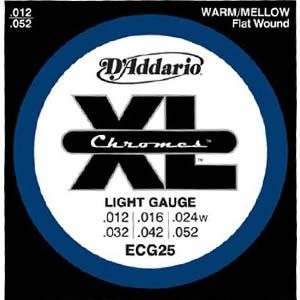 .012
.052
WARM/MELLOW
Flat Wound
D'Addario
XL
Chromes
LIGHT GAUGE
.012 .016 .024w
.032 .042 .052
ECG25